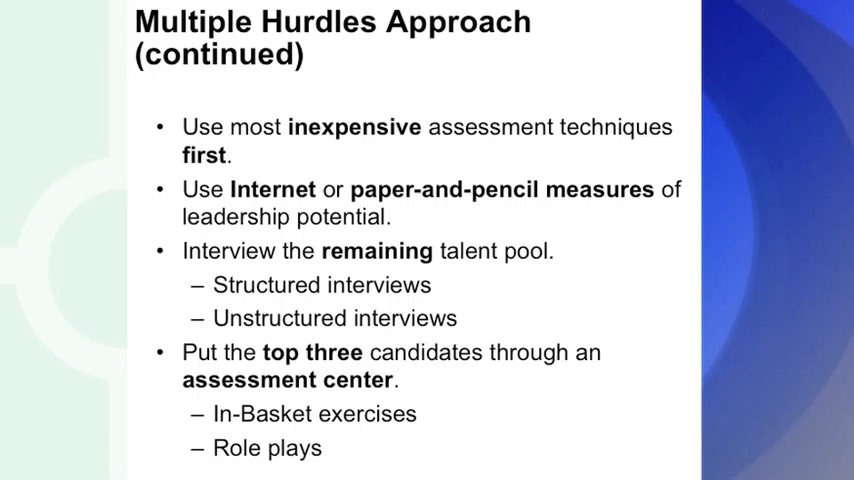 Multiple Hurdles Approach
(continued)
• Use most inexpensive assessment techniques
first.
• Use Internet or paper-and-pencil measures of
leadership potential.
• Interview the remaining talent pool.
– Structured interviews
– Unstructured interviews
• Put the top three candidates through an
assessment center.
– In-Basket exercises
– Role plays